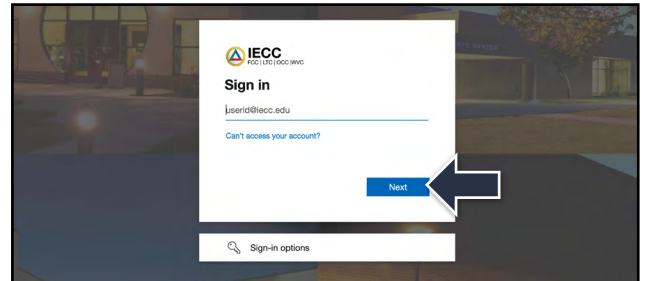 IECC
FCC | LTC | OCC | WVC
Sign in
userid@iecc.edu
Can't access your account?
Next
Sign-in options